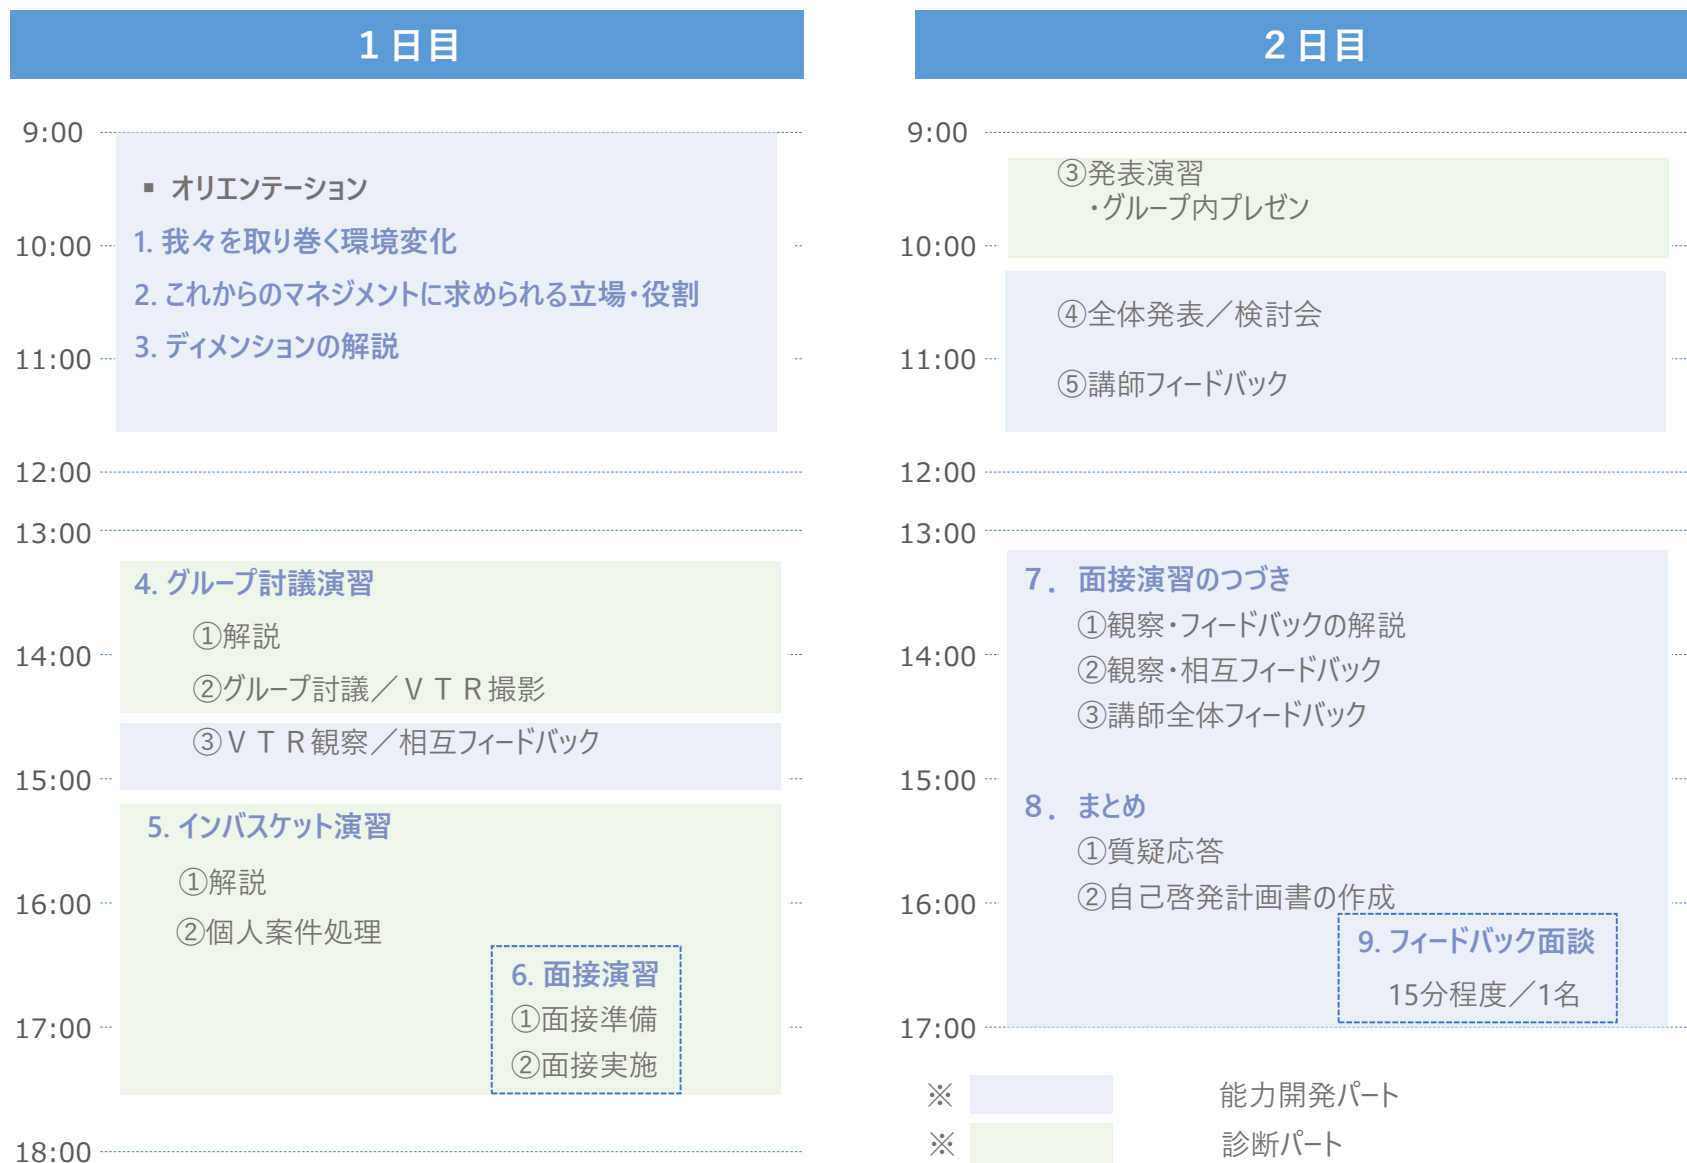 1日目
9:00
▪ オリエンテーション
1. 我々を取り巻く環境変化
10:00
2. これからのマネジメントに求められる立場・役割
3. ディメンションの解説
11:00
12:00
13:00
4. グループ討議演習
①解説
14:00
②グループ討議／ＶＴＲ撮影
③ＶＴＲ観察／相互フィードバック
15:00
5. インバスケット演習
①解説
16:00
②個人案件処理
6. 面接演習
①面接準備
17:00
②面接実施
18:00
2日目
9:00
③発表演習
・グループ内プレゼン
10:00
④全体発表／検討会
11:00
⑤講師フィードバック
12:00
13:00
７．面接演習のつづき
①観察・フィードバックの解説
14:00
②観察・相互フィードバック
③講師全体フィードバック
15:00
８．まとめ
①質疑応答
16:00
②自己啓発計画書の作成
9. フィードバック面談
15分程度／1名
17:00
※ 能力開発パート
※ 診断パート